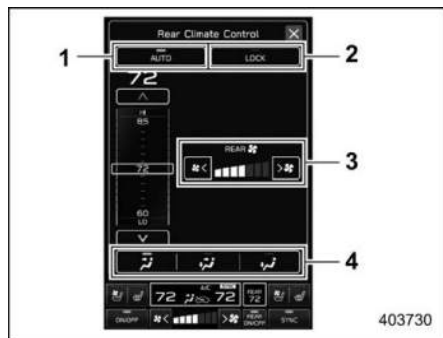 Rear Climate Control
1
AUTO
LOCK
2
72
HI
85
REAR
72
3
60
LO
4
A/C
SYNC
72
72
REAR
72
ON/OFF
REAR
ON/OFF
SYNC
403730